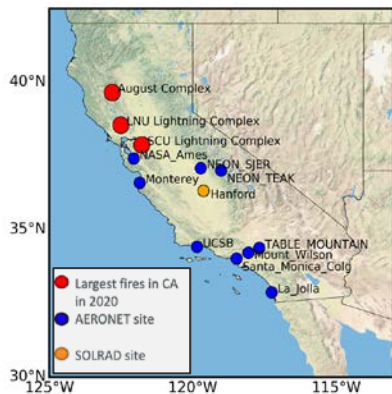 40°N
August Complex
LNU Lightning Complex
SCU Lightning Complex
NASA_Ames
NEON_SJER
NEON_TEAK
Monterey
Hanford
35°N
UCSB
TABLE_MOUNTAIN
Mount_Wilson
Santa_Monica_Colg
La_Jolla
Largest fires in CA
in 2020
AERONET site
SOLRAD site
30°N
125°W
120°W
115°W